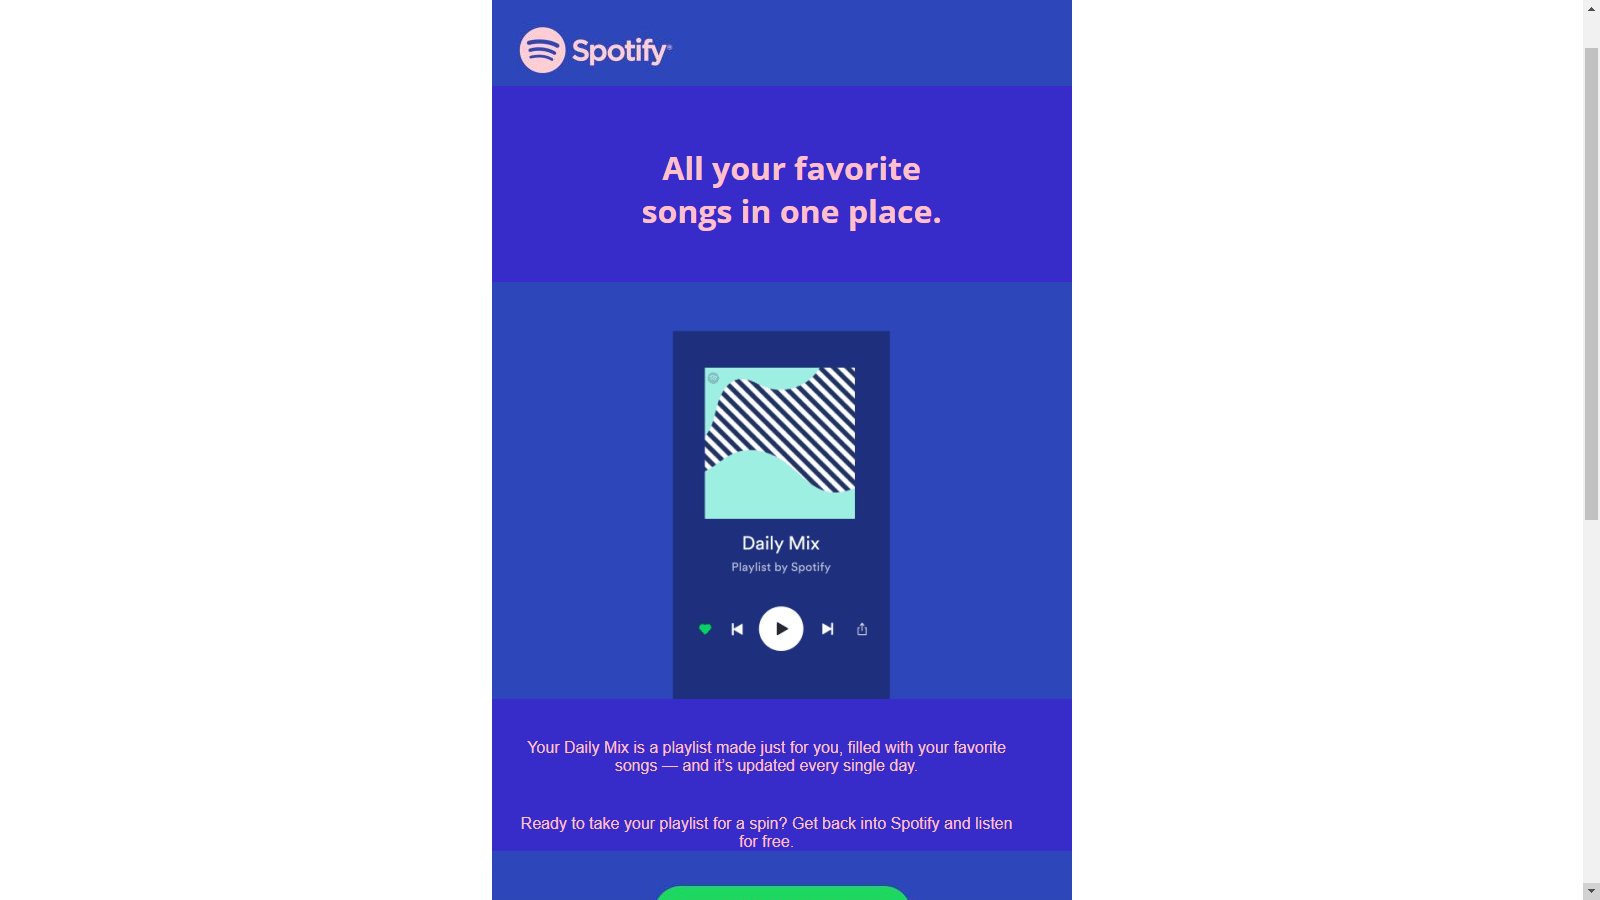 Spotify®
All your favorite
songs in one place.
Daily Mix
Playlist by Spotify
Your Daily Mix is a playlist made just for you, filled with your favorite
songs — and it's updated every single day.
Ready to take your playlist for a spin? Get back into Spotify and listen
for free.